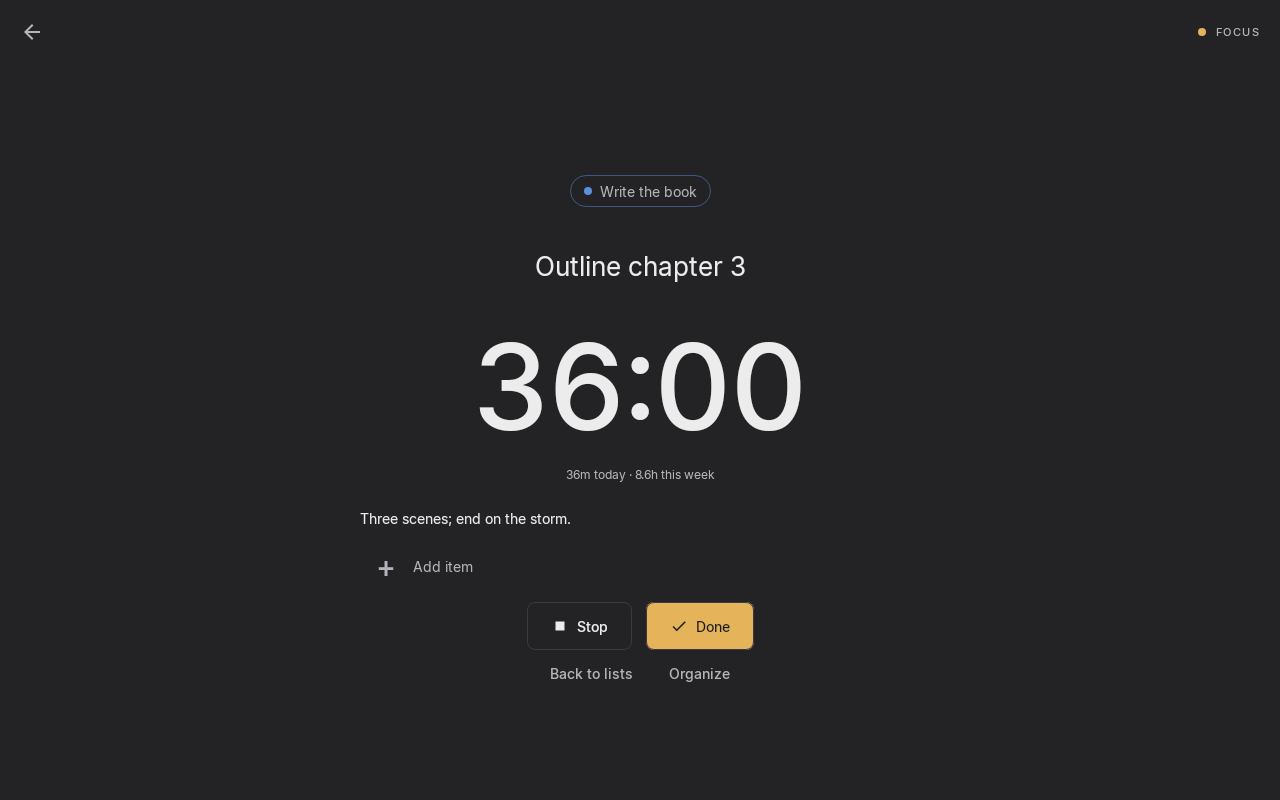 FOCUS
Write the book
Outline chapter 3
36:00
36m today · 8.6h this week
Three scenes; end on the storm.
Add item
Stop
Done
Back to lists
Organize